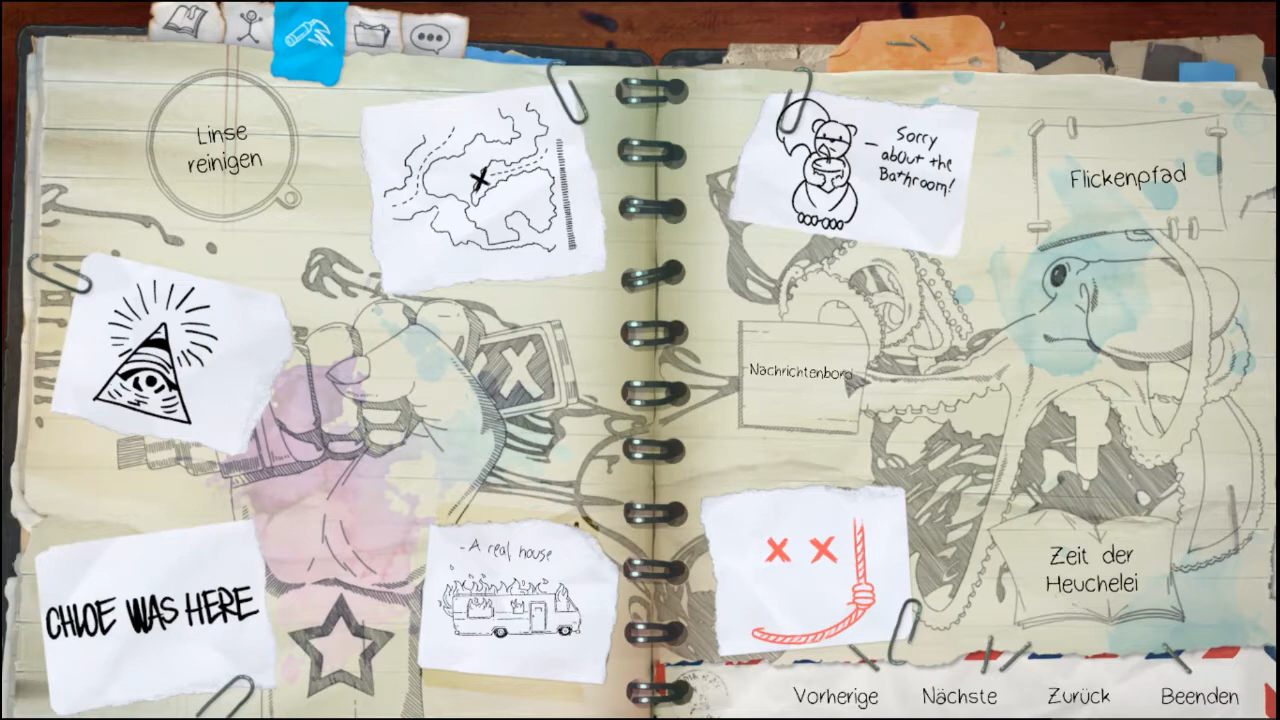 Linse
reinigen
Sorry
about the
Bathroom!
Flickenpfad
Nachrichtenbord
CHLOE WAS HERE
- A real house
Zeit der
Heuchelei
Vorherige
Nächste
Zurück
Beenden